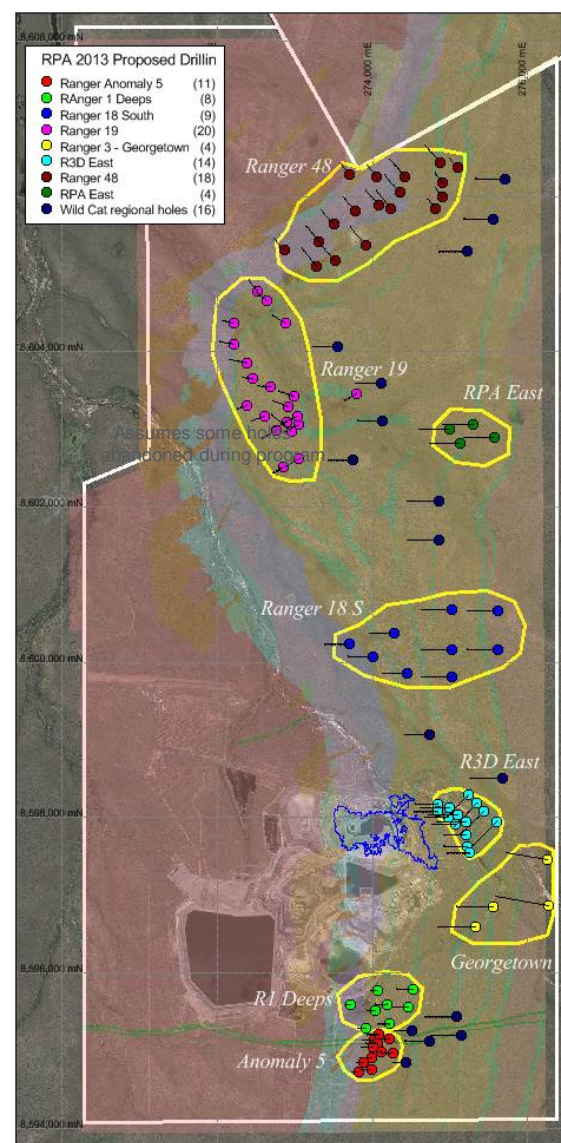 8,608,000 mN
274,000 mE
276,000 mE
RPA 2013 Proposed Drillin
Ranger Anomaly 5 (11)
RAnger 1 Deeps (8)
Ranger 18 South (9)
Ranger 19 (20)
Ranger 3 - Georgetown (4)
R3D East (14)
Ranger 48 (18)
RPA East (4)
Wild Cat regional holes (16)
Ranger 48
8,604,000 mN
Ranger 19
RPA East
Assumes some holes
abandoned during program
8,602,000 mN
Ranger 18 S
8,600,000 mN
R3D East
8,598,000 mN
Georgetown
8,596,000 mN
R1 Deeps
Anomaly 5
8,594,000 mN